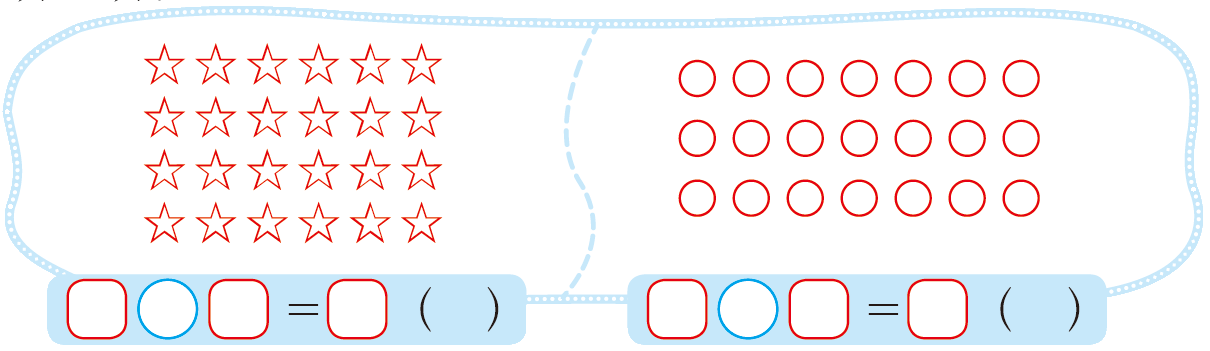 = ( )
= ( )